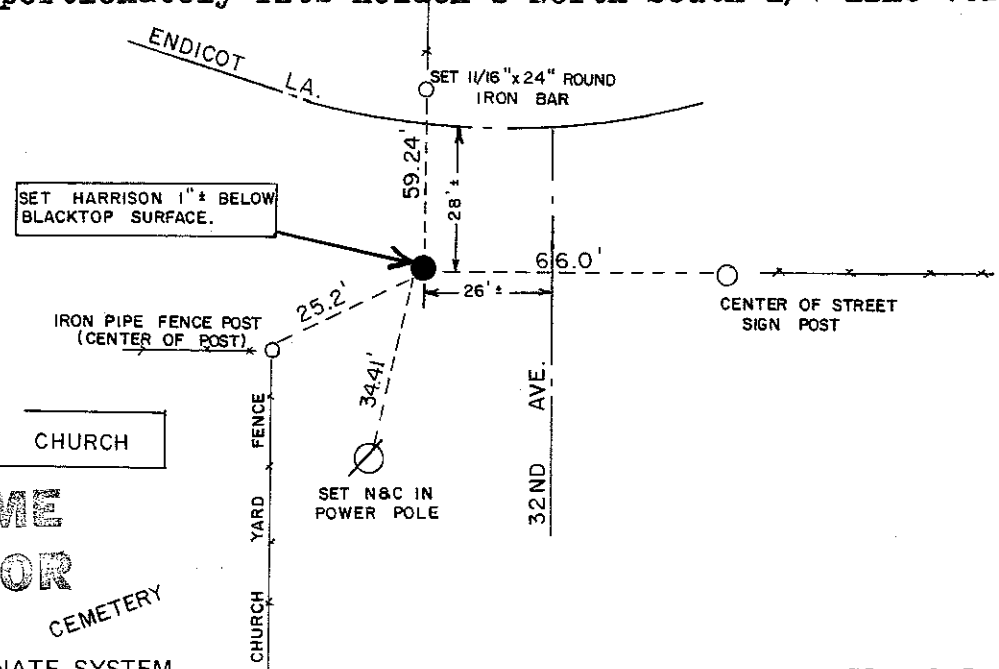 ENDICOT LA.
SET 11/16"x 24" ROUND
IRON BAR
59.24'
28'±
SET HARRISON 1"± BELOW
BLACKTOP SURFACE.
66.0'
26'±
25.2'
CENTER OF STREET
SIGN POST
IRON PIPE FENCE POST
(CENTER OF POST)
34.41'
CHURCH
SET N&C IN
POWER POLE
32ND AVE.
CHURCH YARD FENCE
CEMETERY